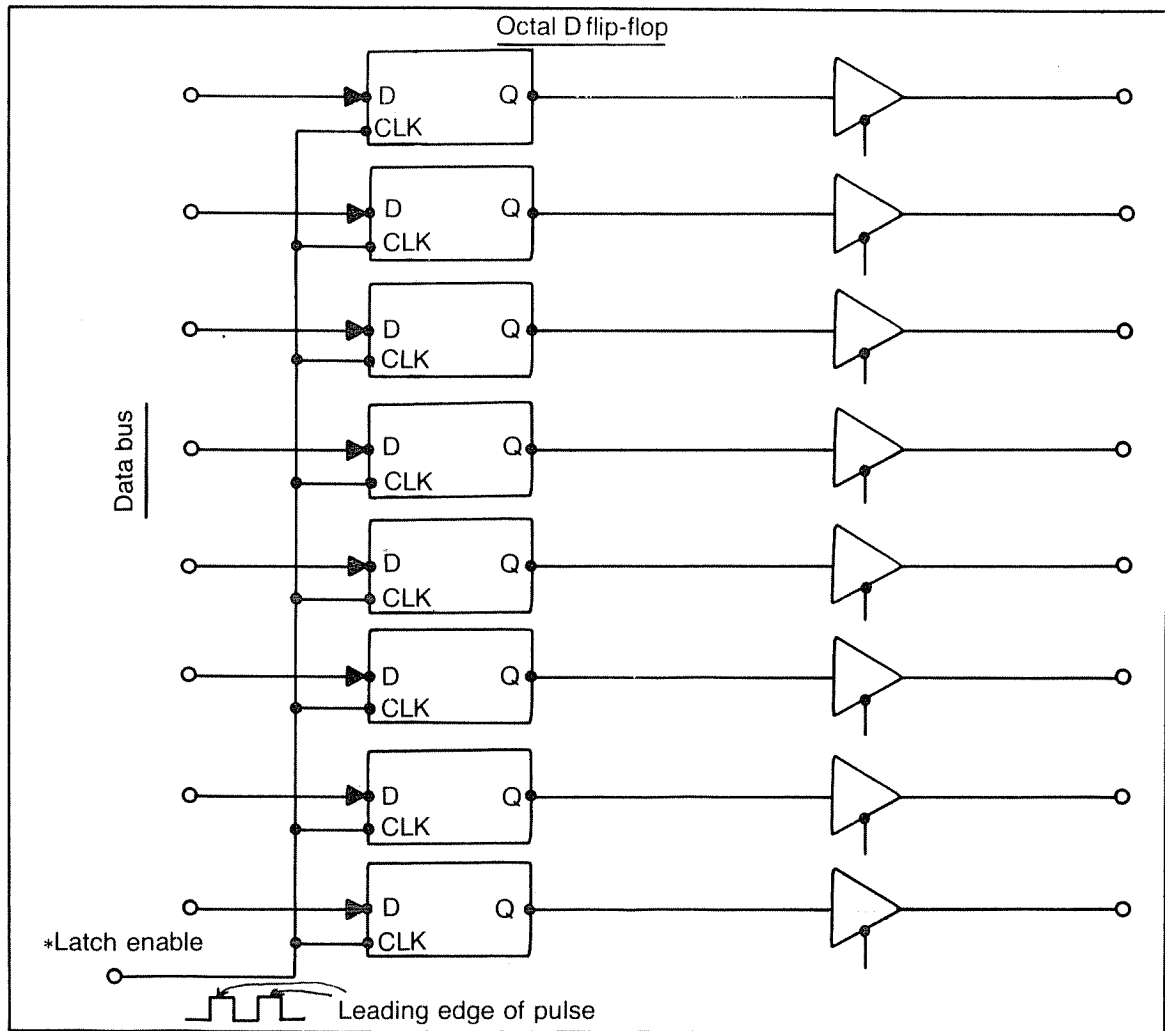 Octal D flip-flop
D Q
CLK
D Q
CLK
D Q
CLK
Data bus
D Q
CLK
D Q
CLK
D Q
CLK
D Q
CLK
D Q
CLK
*Latch enable
Leading edge of pulse